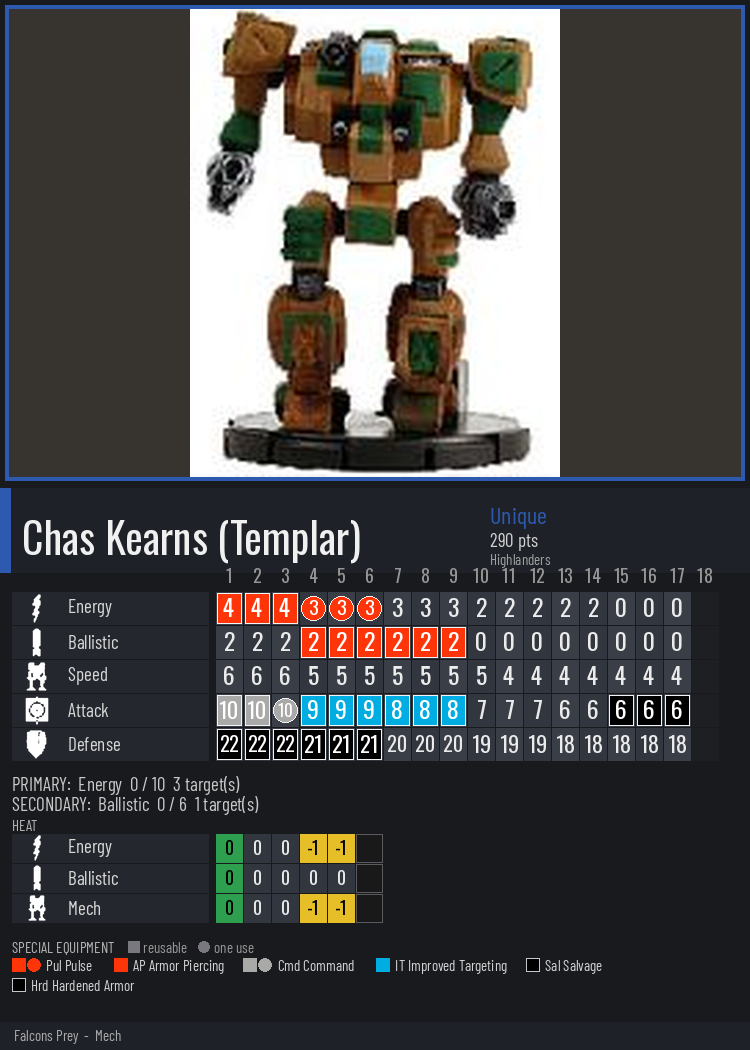 Chas Kearns (Templar)
Unique
290 pts
Highlanders
1 2 3 4 5 6 7 8 9 10 11 12 13 14 15 16 17 18
Energy 4 4 4 3 3 3 3 3 3 2 2 2 2 2 0 0 0
Ballistic 2 2 2 2 2 2 2 2 2 0 0 0 0 0 0 0 0
Speed 6 6 6 5 5 5 5 5 5 5 4 4 4 4 4 4 4
Attack 10 10 10 9 9 9 8 8 8 7 7 7 6 6 6 6 6
Defense 22 22 22 21 21 21 20 20 20 19 19 19 18 18 18 18 18
PRIMARY: Energy 0 / 10 3 target(s)
SECONDARY: Ballistic 0 / 6 1 target(s)
HEAT
Energy 0 0 0 -1 -1
Ballistic 0 0 0 0 0
Mech 0 0 0 -1 -1
SPECIAL EQUIPMENT reusable one use
Pul Pulse AP Armor Piercing Cmd Command IT Improved Targeting Sal Salvage
Hrd Hardened Armor
Falcons Prey - Mech